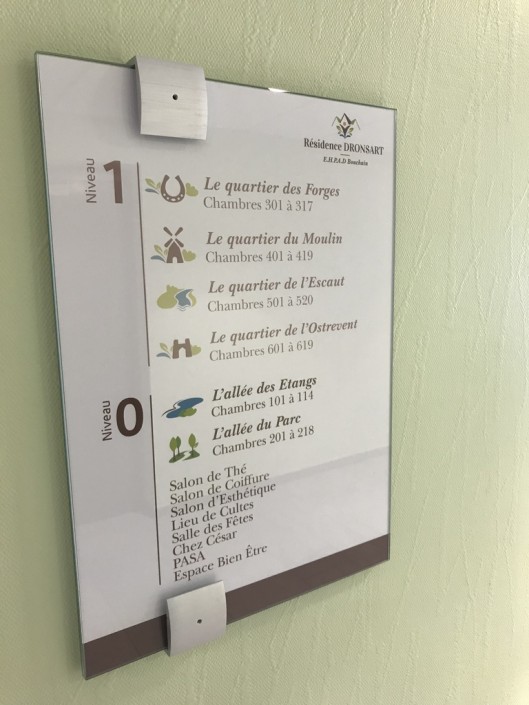 Résidence DRONSART
E.H.P.A.D Bouchain
Niveau 1
Le quartier des Forges
Chambres 301 à 317
Le quartier du Moulin
Chambres 401 à 419
Le quartier de l'Escaut
Chambres 501 à 520
Le quartier de l'Ostrevent
Chambres 601 à 619
Niveau 0
L'allée des Etangs
Chambres 101 à 114
L'allée du Parc
Chambres 201 à 218
Salon de Thé
Salon de Coiffure
Salon d'Esthétique
Lieu de Cultes
Salle des Fêtes
Chez César
PASA
Espace Bien Être